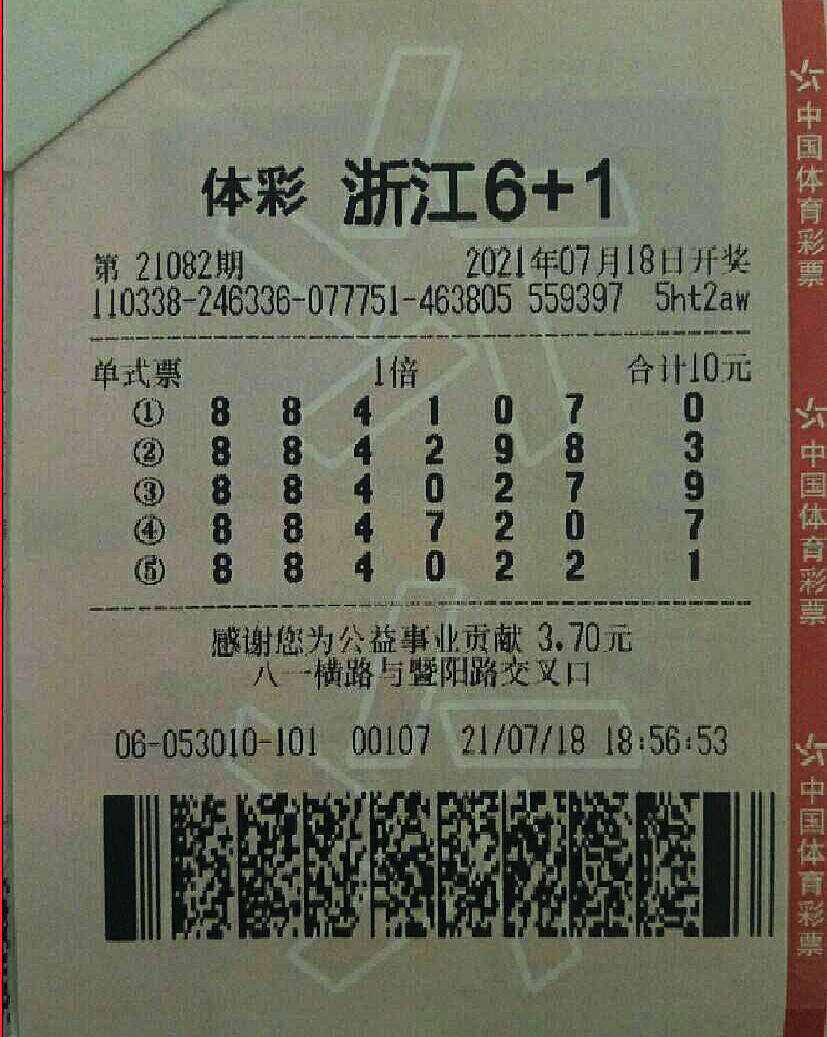 体彩 浙江6+1
第 21082期 2021年07月18日开奖
110338-246336-077751-463805 559397 5ht2aw
单式票 1倍 合计10元
① 8 8 4 1 0 7 0
② 8 8 4 2 9 8 3
③ 8 8 4 0 2 7 9
④ 8 8 4 7 2 0 7
⑤ 8 8 4 0 2 2 1
感谢您为公益事业贡献 3.70元
八一横路与暨阳路交叉口
06-053010-101 00107 21/07/18 18:56:53
中国体育彩票
中国体育彩票
中国体育彩票